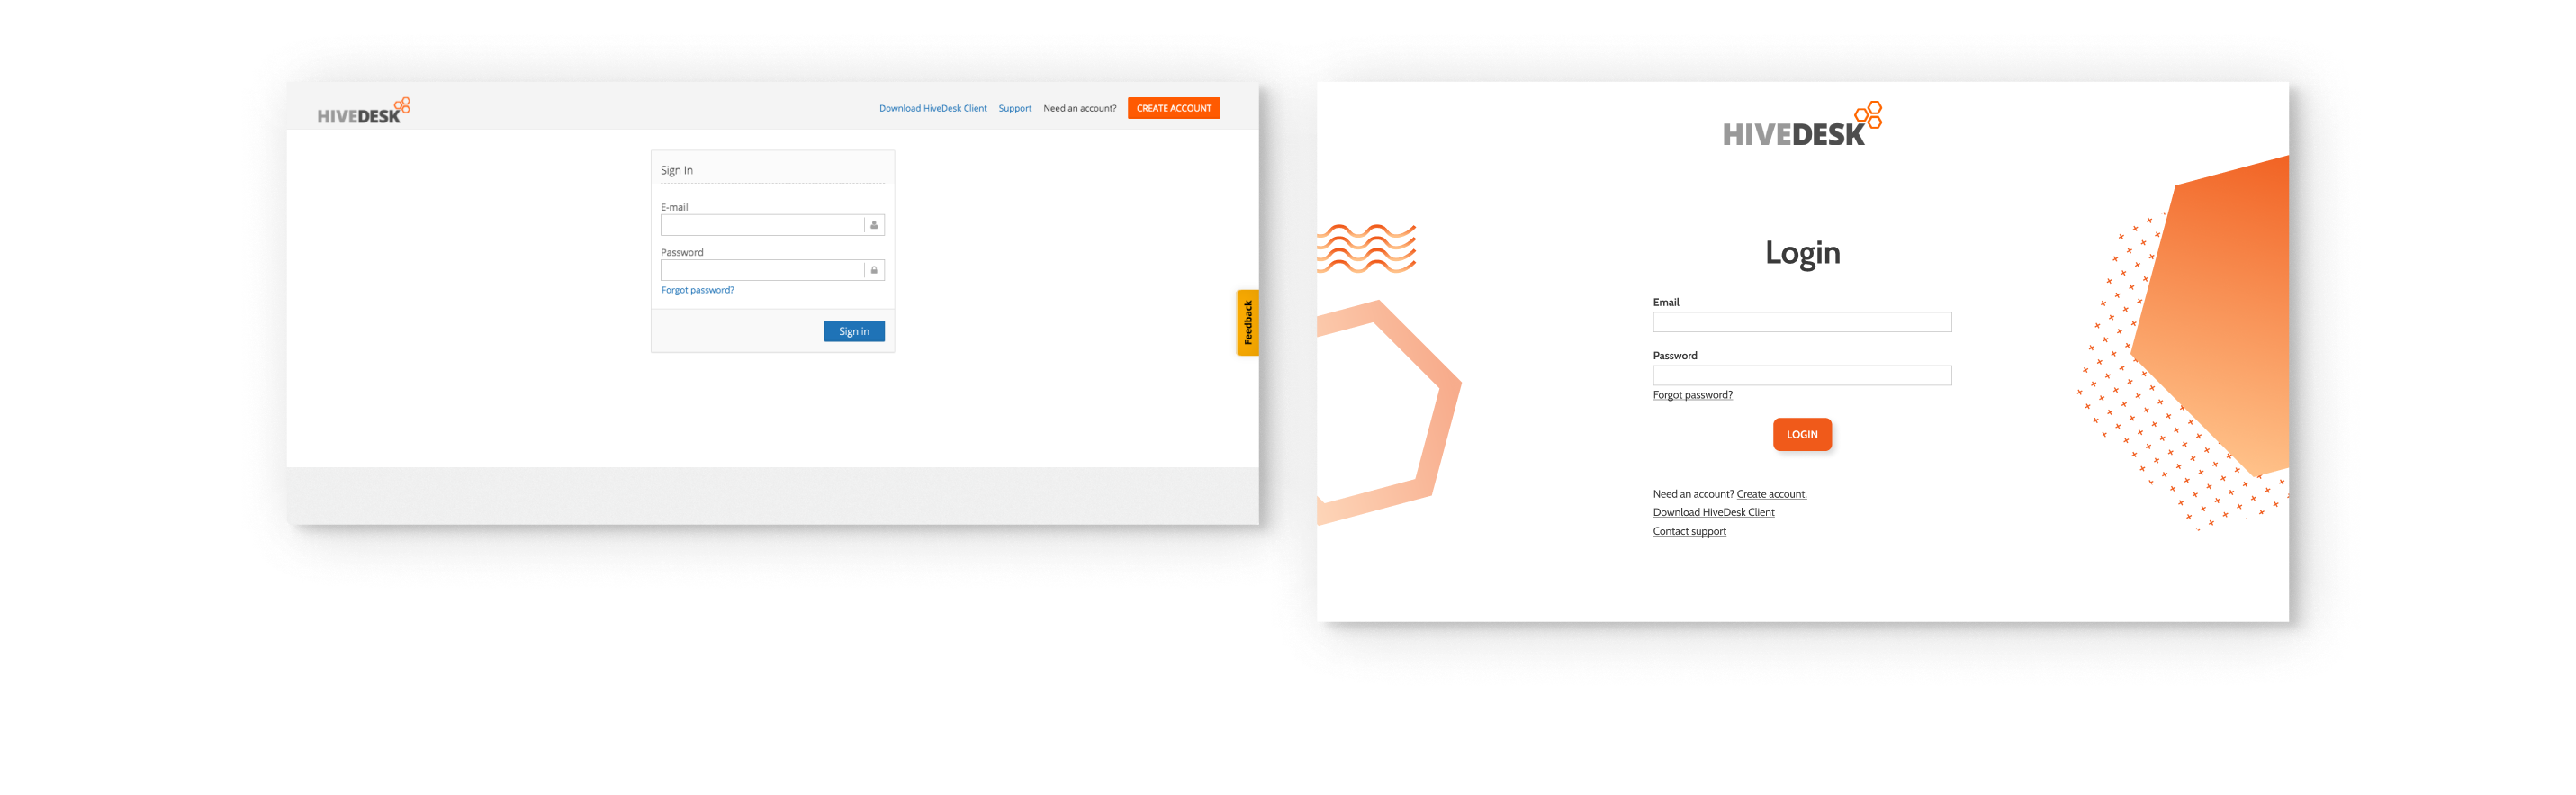 HIVEDESK
Download HiveDesk Client Support Need an account? CREATE ACCOUNT
Sign In
E-mail
Password
Forgot password?
Sign in
Feedback
HIVEDESK
Login
Email
Password
Forgot password?
LOGIN
Need an account? Create account.
Download HiveDesk Client
Contact support